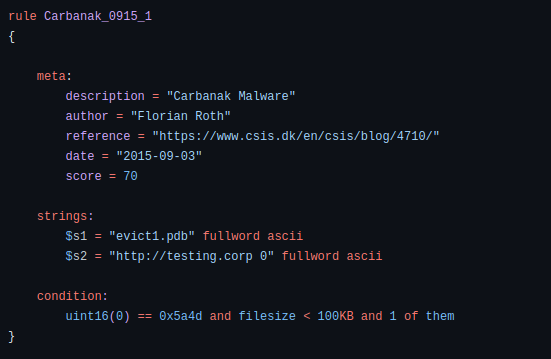 rule Carbanak_0915_1
{
meta:
description = "Carbanak Malware"
author = "Florian Roth"
reference = "https://www.csis.dk/en/csis/blog/4710/"
date = "2015-09-03"
score = 70
strings:
$s1 = "evict1.pdb" fullword ascii
$s2 = "http://testing.corp 0" fullword ascii
condition:
uint16(0) == 0x5a4d and filesize < 100KB and 1 of them
}